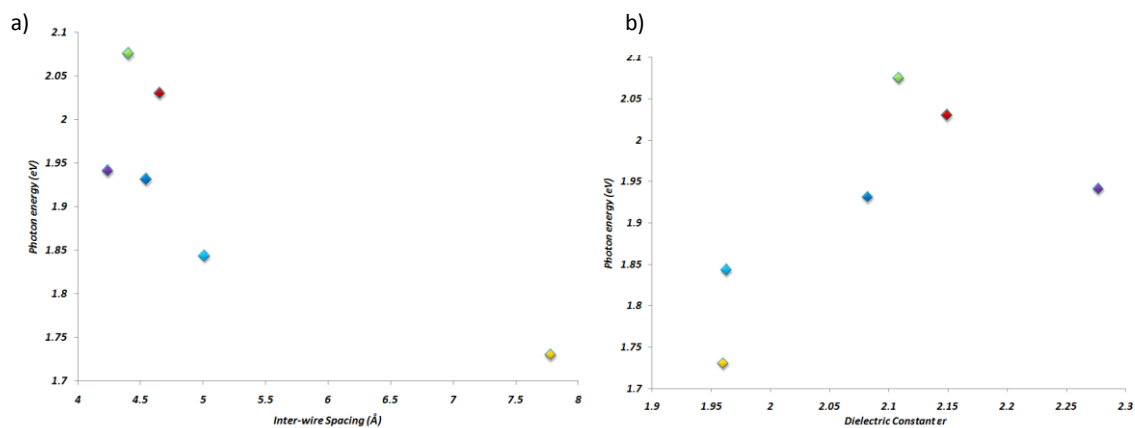 a)
2.1
2.05
2
1.95
1.9
1.85
1.8
1.75
1.7
Photon energy (eV)
4 4.5 5 5.5 6 6.5 7 7.5 8
Inter-wire Spacing (Å)
b)
2.1
2.05
2
1.95
1.9
1.85
1.8
1.75
1.7
Photon energy (eV)
1.9 1.95 2 2.05 2.1 2.15 2.2 2.25 2.3
Dielectric Constant εr